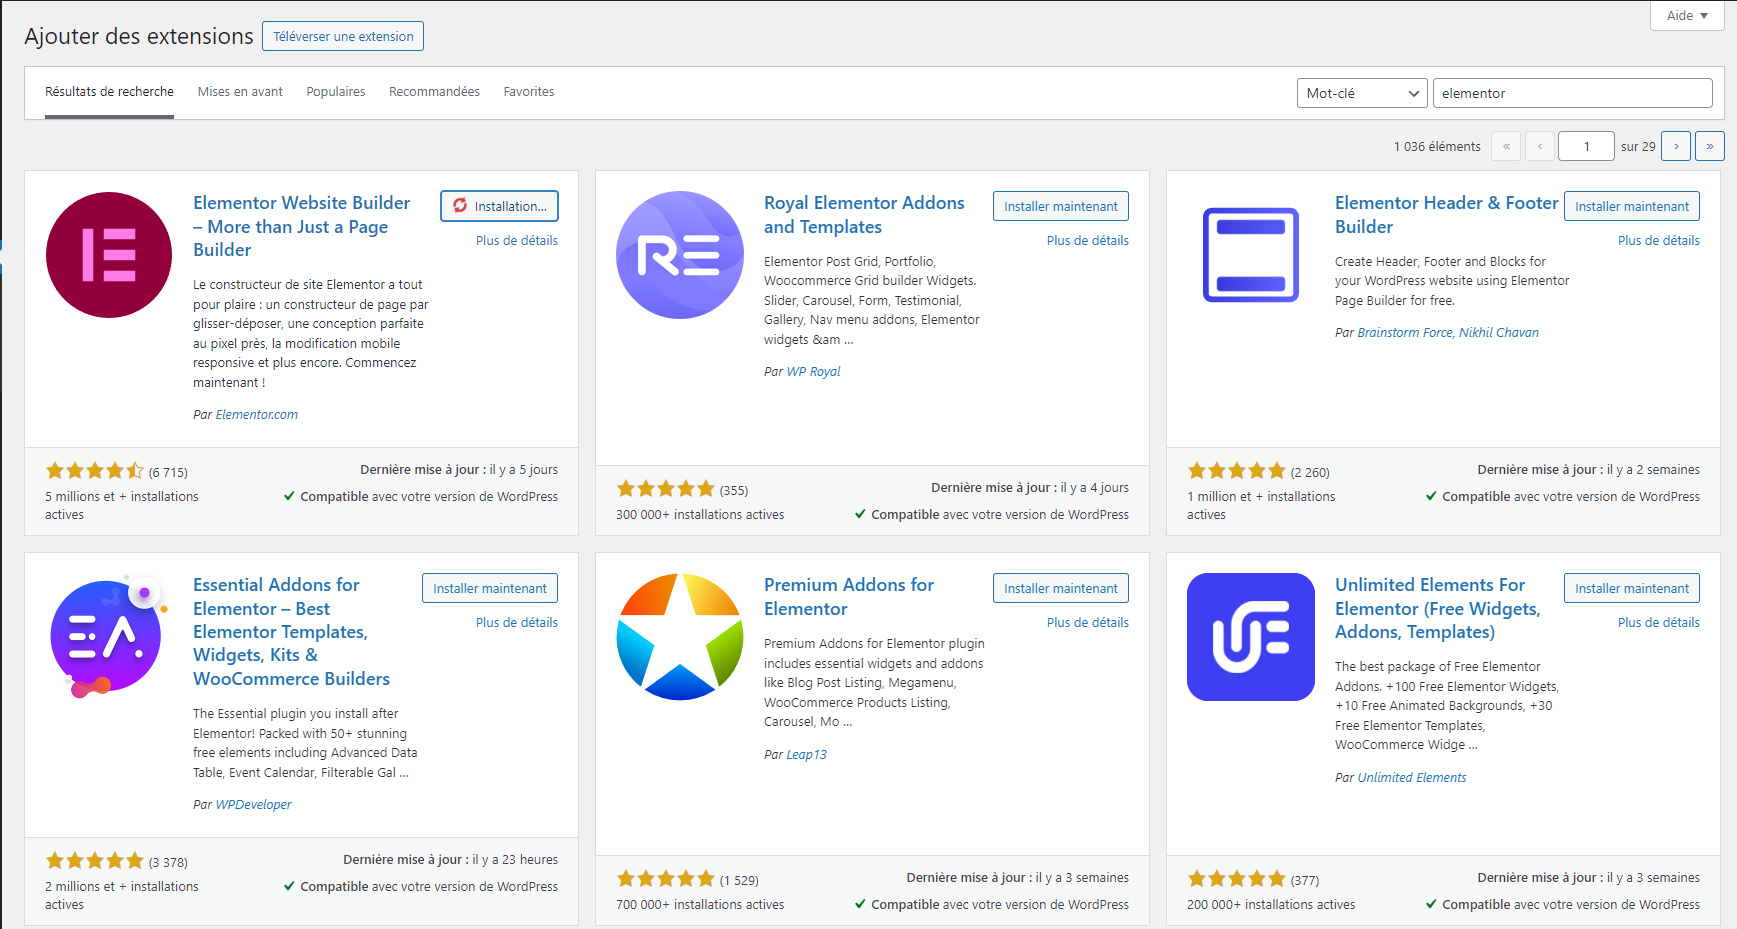 Aide
Ajouter des extensions
Téléverser une extension
Résultats de recherche
Mises en avant
Populaires
Recommandées
Favorites
Mot-clé
elementor
1 036 éléments
«
‹
1
sur 29
›
»
Elementor Website Builder
– More than Just a Page
Builder
Installation...
Plus de détails
Le constructeur de site Elementor a tout
pour plaire : un constructeur de page par
glisser-déposer, une conception parfaite
au pixel près, la modification mobile
responsive et plus encore. Commencez
maintenant !
Par Elementor.com
(6 715)
5 millions et + installations
actives
Dernière mise à jour : il y a 5 jours
Compatible avec votre version de WordPress
RE
Royal Elementor Addons
and Templates
Installer maintenant
Plus de détails
Elementor Post Grid, Portfolio,
Woocommerce Grid builder Widgets.
Slider, Carousel, Form, Testimonial,
Gallery, Nav menu addons, Elementor
widgets &am ...
Par WP Royal
(355)
300 000+ installations actives
Dernière mise à jour : il y a 4 jours
Compatible avec votre version de WordPress
Elementor Header & Footer
Builder
Installer maintenant
Plus de détails
Create Header, Footer and Blocks for
your WordPress website using Elementor
Page Builder for free.
Par Brainstorm Force, Nikhil Chavan
(2 260)
1 million et + installations
actives
Dernière mise à jour : il y a 2 semaines
Compatible avec votre version de WordPress
EA
Essential Addons for
Elementor – Best
Elementor Templates,
Widgets, Kits &
WooCommerce Builders
Installer maintenant
Plus de détails
The Essential plugin you install after
Elementor! Packed with 50+ stunning
free elements including Advanced Data
Table, Event Calendar, Filterable Gal ...
Par WPDeveloper
(3 378)
2 millions et + installations
actives
Dernière mise à jour : il y a 23 heures
Compatible avec votre version de WordPress
Premium Addons for
Elementor
Installer maintenant
Plus de détails
Premium Addons for Elementor plugin
includes essential widgets and addons
like Blog Post Listing, Megamenu,
WooCommerce Products Listing,
Carousel, Mo ...
Par Leap13
(1 529)
700 000+ installations actives
Dernière mise à jour : il y a 3 semaines
Compatible avec votre version de WordPress
UE
Unlimited Elements For
Elementor (Free Widgets,
Addons, Templates)
Installer maintenant
Plus de détails
The best package of Free Elementor
Addons. +100 Free Elementor Widgets,
+10 Free Animated Backgrounds, +30
Free Elementor Templates,
WooCommerce Widge ...
Par Unlimited Elements
(377)
200 000+ installations actives
Dernière mise à jour : il y a 3 semaines
Compatible avec votre version de WordPress